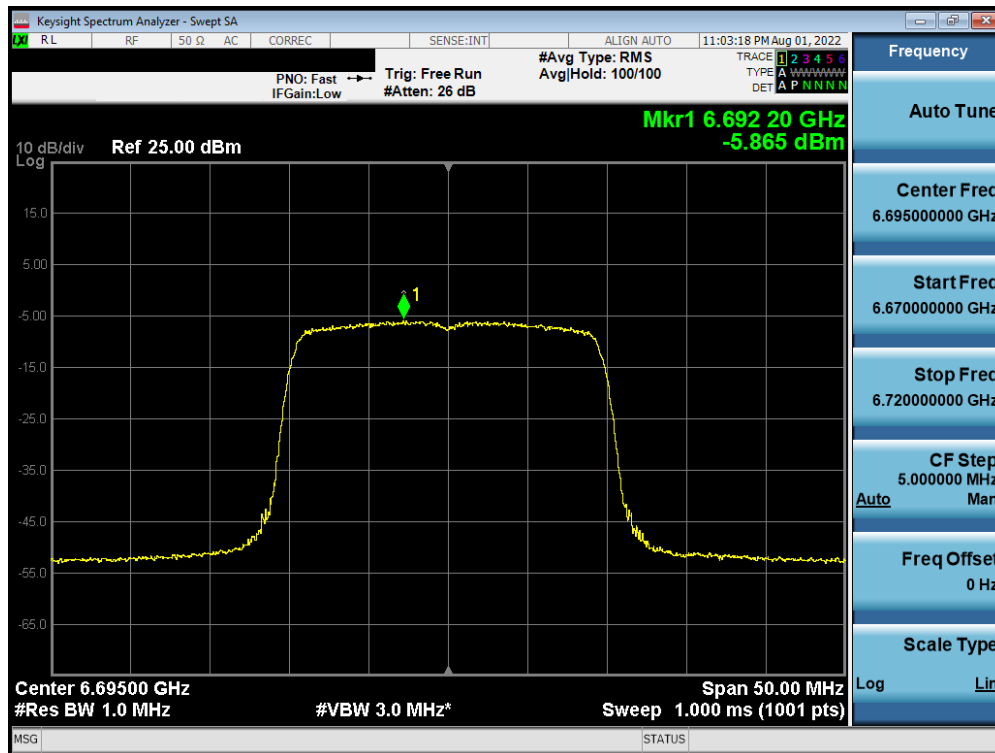 Keysight Spectrum Analyzer - Swept SA
LXI RL RF 50 Ω AC CORREC SENSE:INT ALIGN AUTO 11:03:18 PM Aug 01, 2022
Frequency
PNO: Fast Trig: Free Run #Avg Type: RMS TRACE 1 2 3 4 5 6
IFGain:Low #Atten: 26 dB Avg|Hold: 100/100 TYPE A WWWWW
DET A P N N N N
Auto Tune
Mkr1 6.692 20 GHz
-5.865 dBm
10 dB/div Ref 25.00 dBm
Log
15.0
5.00
-5.00
-15.0
-25.0
-35.0
-45.0
-55.0
-65.0
1
Center Freq
6.695000000 GHz
Start Freq
6.670000000 GHz
Stop Freq
6.720000000 GHz
CF Step
5.000000 MHz
Auto Man
Freq Offset
0 Hz
Scale Type
Log Lin
Center 6.69500 GHz Span 50.00 MHz
#Res BW 1.0 MHz #VBW 3.0 MHz* Sweep 1.000 ms (1001 pts)
MSG STATUS